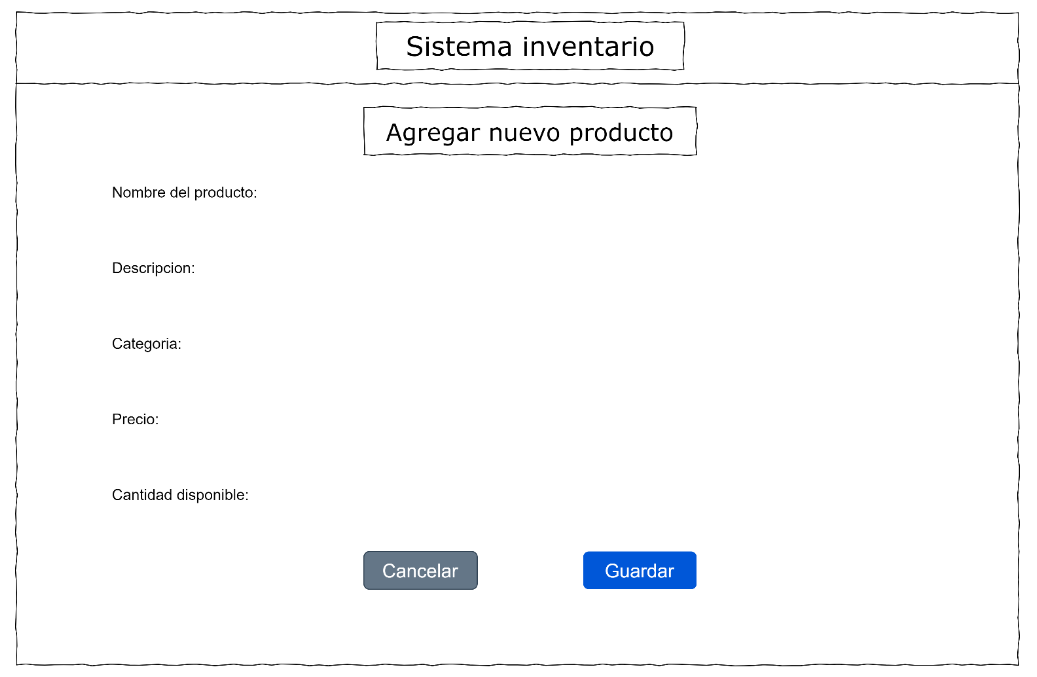 Sistema inventario
Agregar nuevo producto
Nombre del producto:
Descripcion:
Categoria:
Precio:
Cantidad disponible:
Cancelar
Guardar